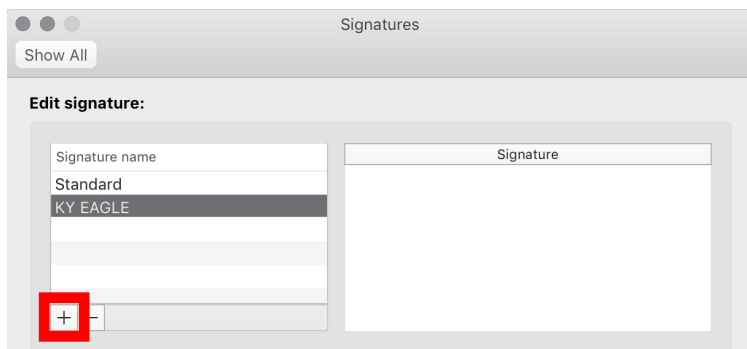 Signatures
Show All
Edit signature:
Signature name
Signature
Standard
KY EAGLE
+ −